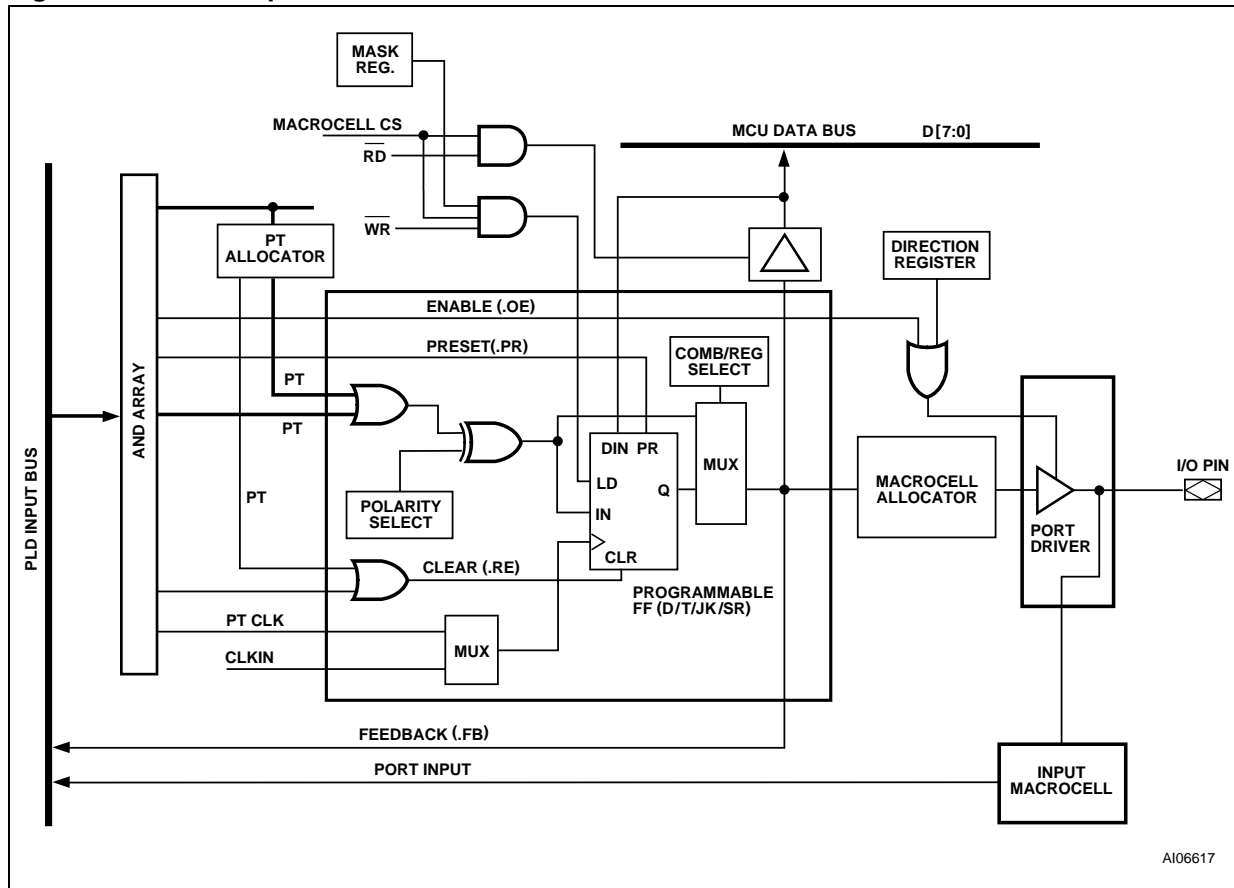 MASK
REG.
MACROCELL CS
RD
WR
MCU DATA BUS D[7:0]
PT
ALLOCATOR
DIRECTION
REGISTER
ENABLE (.OE)
PRESET(.PR)
COMB/REG
SELECT
PT
PT
PT
AND ARRAY
PLD INPUT BUS
POLARITY
SELECT
DIN PR
LD
IN
Q
CLR
MUX
MACROCELL
ALLOCATOR
PORT
DRIVER
I/O PIN
CLEAR (.RE)
PROGRAMMABLE
FF (D/T/JK/SR)
PT CLK
CLKIN
MUX
FEEDBACK (.FB)
PORT INPUT
INPUT
MACROCELL
AI06617